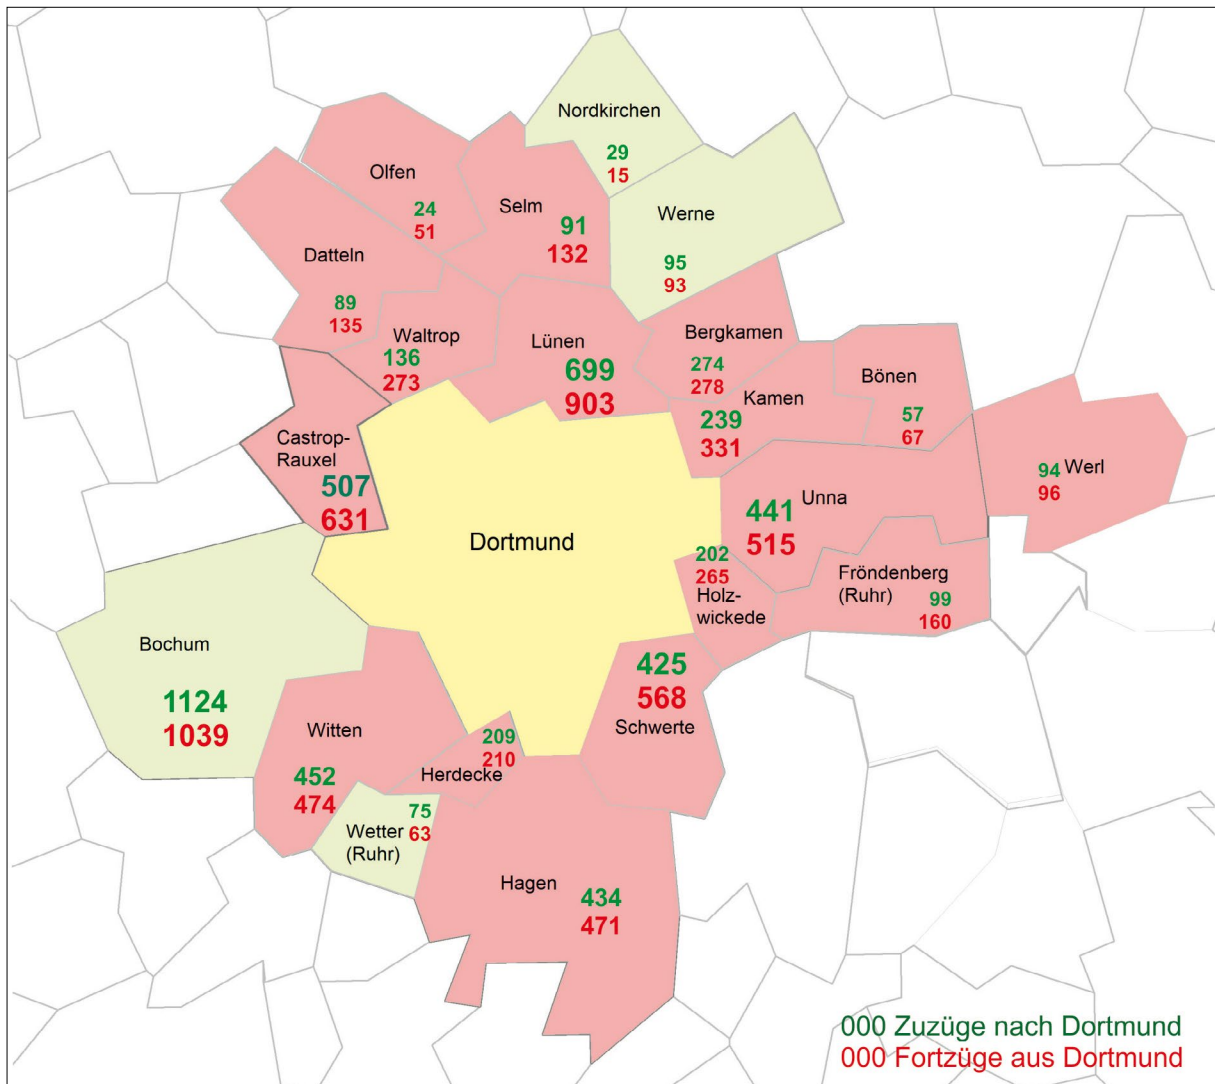 Nordkirchen
29
15
Olfen
24
51
Selm
91
132
Werne
95
93
Datteln
89
135
Waltrop
136
273
Lünen
699
903
Bergkamen
274
278
Kamen
239
331
Bönen
57
67
Castrop-
Rauxel
507
631
Werl
94
96
Unna
441
515
Dortmund
202
265
Holz-
wickede
Fröndenberg
(Ruhr)
99
160
Bochum
1124
1039
425
568
Schwerte
Witten
452
474
209
210
Herdecke
75
63
Wetter
(Ruhr)
Hagen
434
471
000 Zuzüge nach Dortmund
000 Fortzüge aus Dortmund